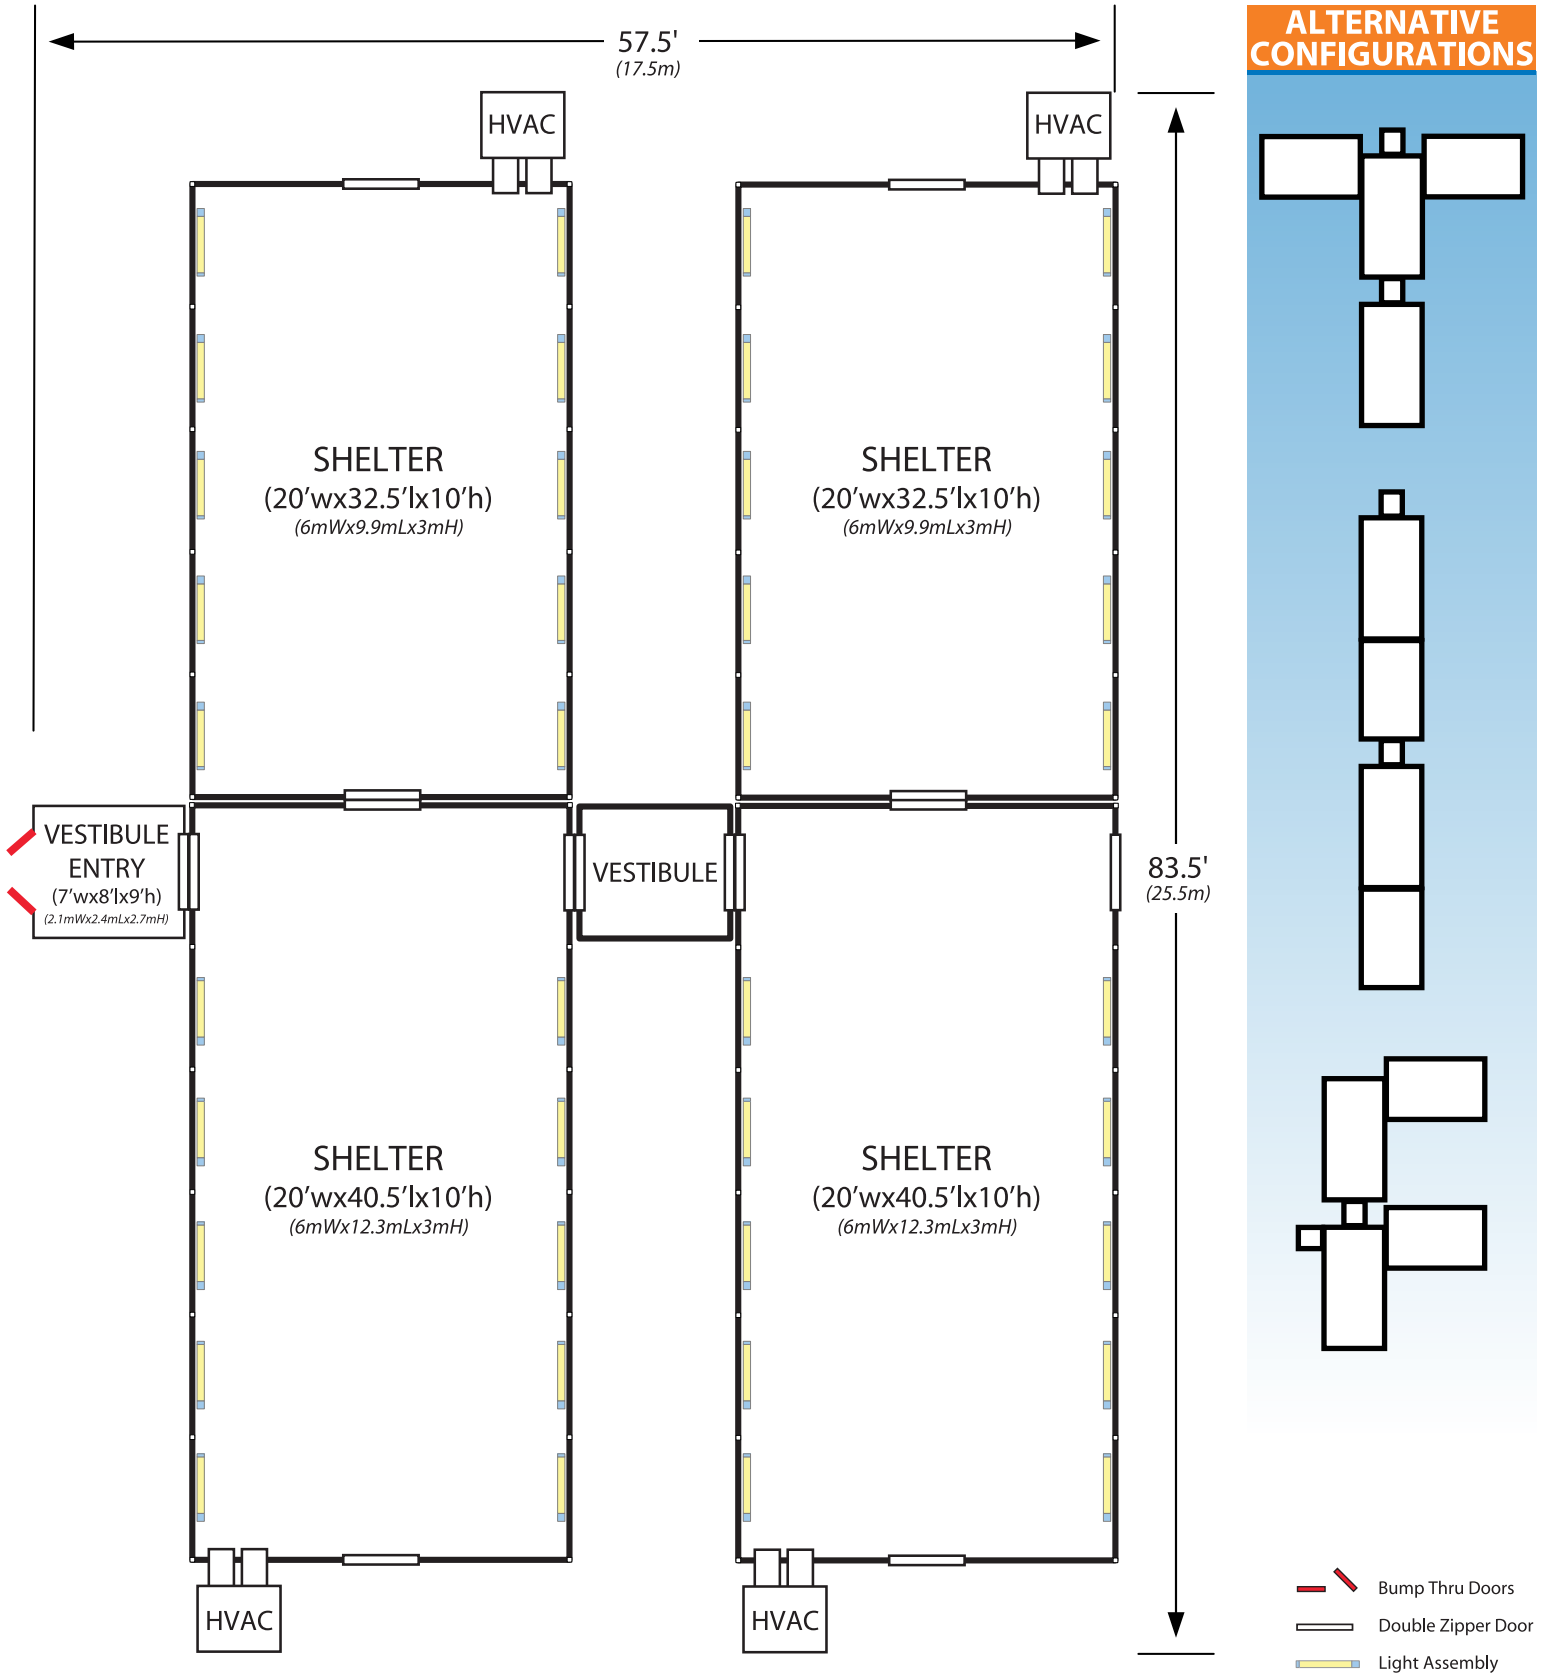 57.5'
(17.5m)
ALTERNATIVE
CONFIGURATIONS
HVAC
HVAC
SHELTER
(20'wx32.5'lx10'h)
(6mWx9.9mLx3mH)
SHELTER
(20'wx32.5'lx10'h)
(6mWx9.9mLx3mH)
VESTIBULE
ENTRY
(7'wx8'lx9'h)
(2.1mWx2.4mLx2.7mH)
VESTIBULE
83.5'
(25.5m)
SHELTER
(20'wx40.5'lx10'h)
(6mWx12.3mLx3mH)
SHELTER
(20'wx40.5'lx10'h)
(6mWx12.3mLx3mH)
HVAC
HVAC
Bump Thru Doors
Double Zipper Door
Light Assembly